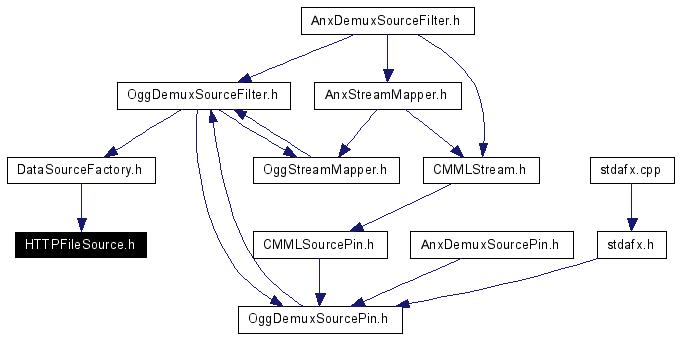 AnxDemuxSourceFilter.h
OggDemuxSourceFilter.h
AnxStreamMapper.h
DataSourceFactory.h
OggStreamMapper.h
CMMLStream.h
stdafx.cpp
HTTPFileSource.h
CMMLSourcePin.h
AnxDemuxSourcePin.h
stdafx.h
OggDemuxSourcePin.h